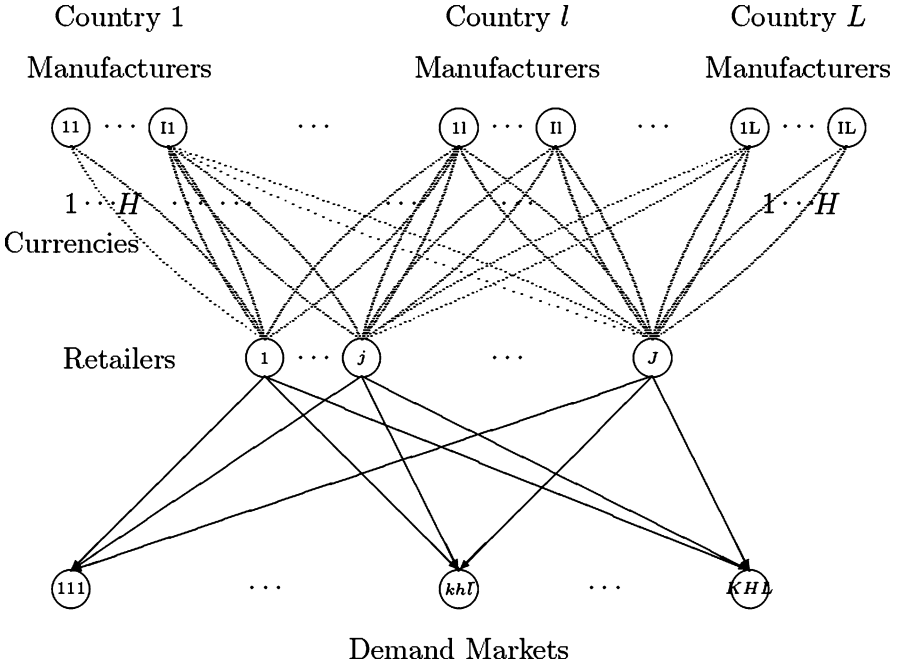 Country 1 Country l Country L
Manufacturers Manufacturers Manufacturers
11 ··· I1 ··· 1l ··· Il ··· 1L ··· IL
1 ··· H ··· ··· ··· ··· 1 ··· H
Currencies
Retailers 1 ··· j ··· J
111 ··· khl ··· KHL
Demand Markets